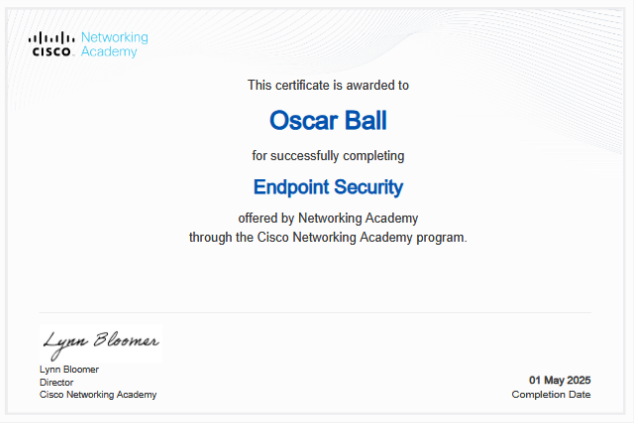 Networking
CISCO Academy
This certificate is awarded to
Oscar Ball
for successfully completing
Endpoint Security
offered by Networking Academy
through the Cisco Networking Academy program.
Lynn Bloomer
Lynn Bloomer
Director
Cisco Networking Academy
01 May 2025
Completion Date